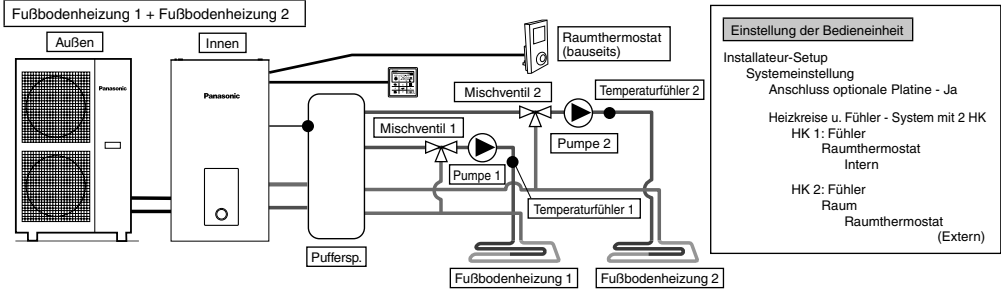 Fußbodenheizung 1 + Fußbodenheizung 2
Außen
Innen
Panasonic
Panasonic
Raumthermostat
(bauseits)
Mischventil 2
Temperaturfühler 2
Mischventil 1
Pumpe 2
Pumpe 1
Temperaturfühler 1
Puffersp.
Fußbodenheizung 1
Fußbodenheizung 2
Einstellung der Bedieneinheit
Installateur-Setup
Systemeinstellung
Anschluss optionale Platine - Ja
Heizkreise u. Fühler - System mit 2 HK
HK 1: Fühler
Raumthermostat
Intern
HK 2: Fühler
Raum
Raumthermostat
(Extern)